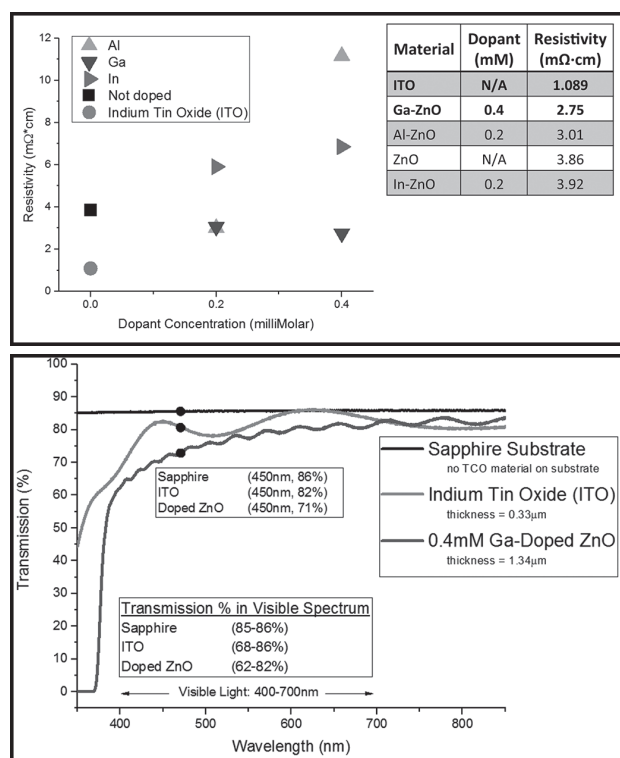 12
10
8
6
4
2
0
Resistivity (mΩ*cm)
Al
Ga
In
Not doped
Indium Tin Oxide (ITO)
0.0 0.2 0.4
Dopant Concentration (milliMolar)
Material Dopant (mM) Resistivity (mΩ·cm)
ITO N/A 1.089
Ga-ZnO 0.4 2.75
Al-ZnO 0.2 3.01
ZnO N/A 3.86
In-ZnO 0.2 3.92
100
90
80
70
60
50
40
30
20
10
0
Transmission (%)
Sapphire (450nm, 86%)
ITO (450nm, 82%)
Doped ZnO (450nm, 71%)
Sapphire Substrate
no TCO material on substrate
Indium Tin Oxide (ITO)
thickness = 0.33μm
0.4mM Ga-Doped ZnO
thickness = 1.34μm
Transmission % in Visible Spectrum
Sapphire (85-86%)
ITO (68-86%)
Doped ZnO (62-82%)
Visible Light: 400-700nm
400 500 600 700 800
Wavelength (nm)